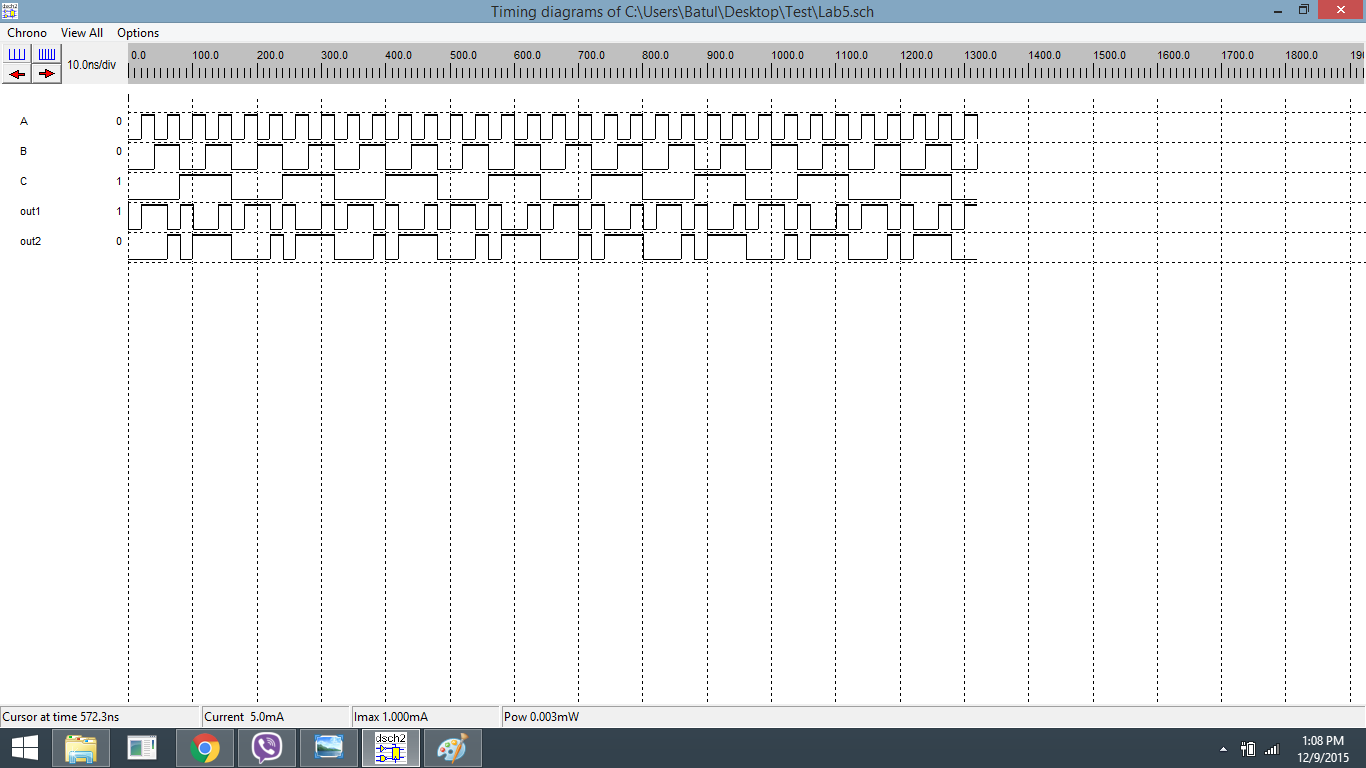 Timing diagrams of C:\Users\Batul\Desktop\Test\Lab5.sch
Chrono View All Options
10.0ns/div
0.0 100.0 200.0 300.0 400.0 500.0 600.0 700.0 800.0 900.0 1000.0 1100.0 1200.0 1300.0 1400.0 1500.0 1600.0 1700.0 1800.0 190
A 0
B 0
C 1
out1 1
out2 0
Cursor at time 572.3ns Current 5.0mA Imax 1.000mA Pow 0.003mW
dsch2
1:08 PM
12/9/2015